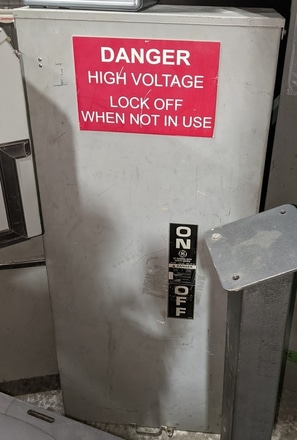 DANGER
HIGH VOLTAGE
LOCK OFF
WHEN NOT IN USE
ON
OFF